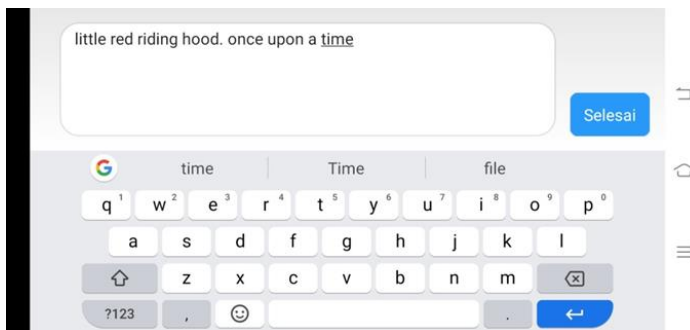 little red riding hood. once upon a time
Selesai
G time Time file
q 1 w 2 e 3 r 4 t 5 y 6 u 7 i 8 o 9 p 0
a s d f g h j k l
z x c v b n m
?123 , .